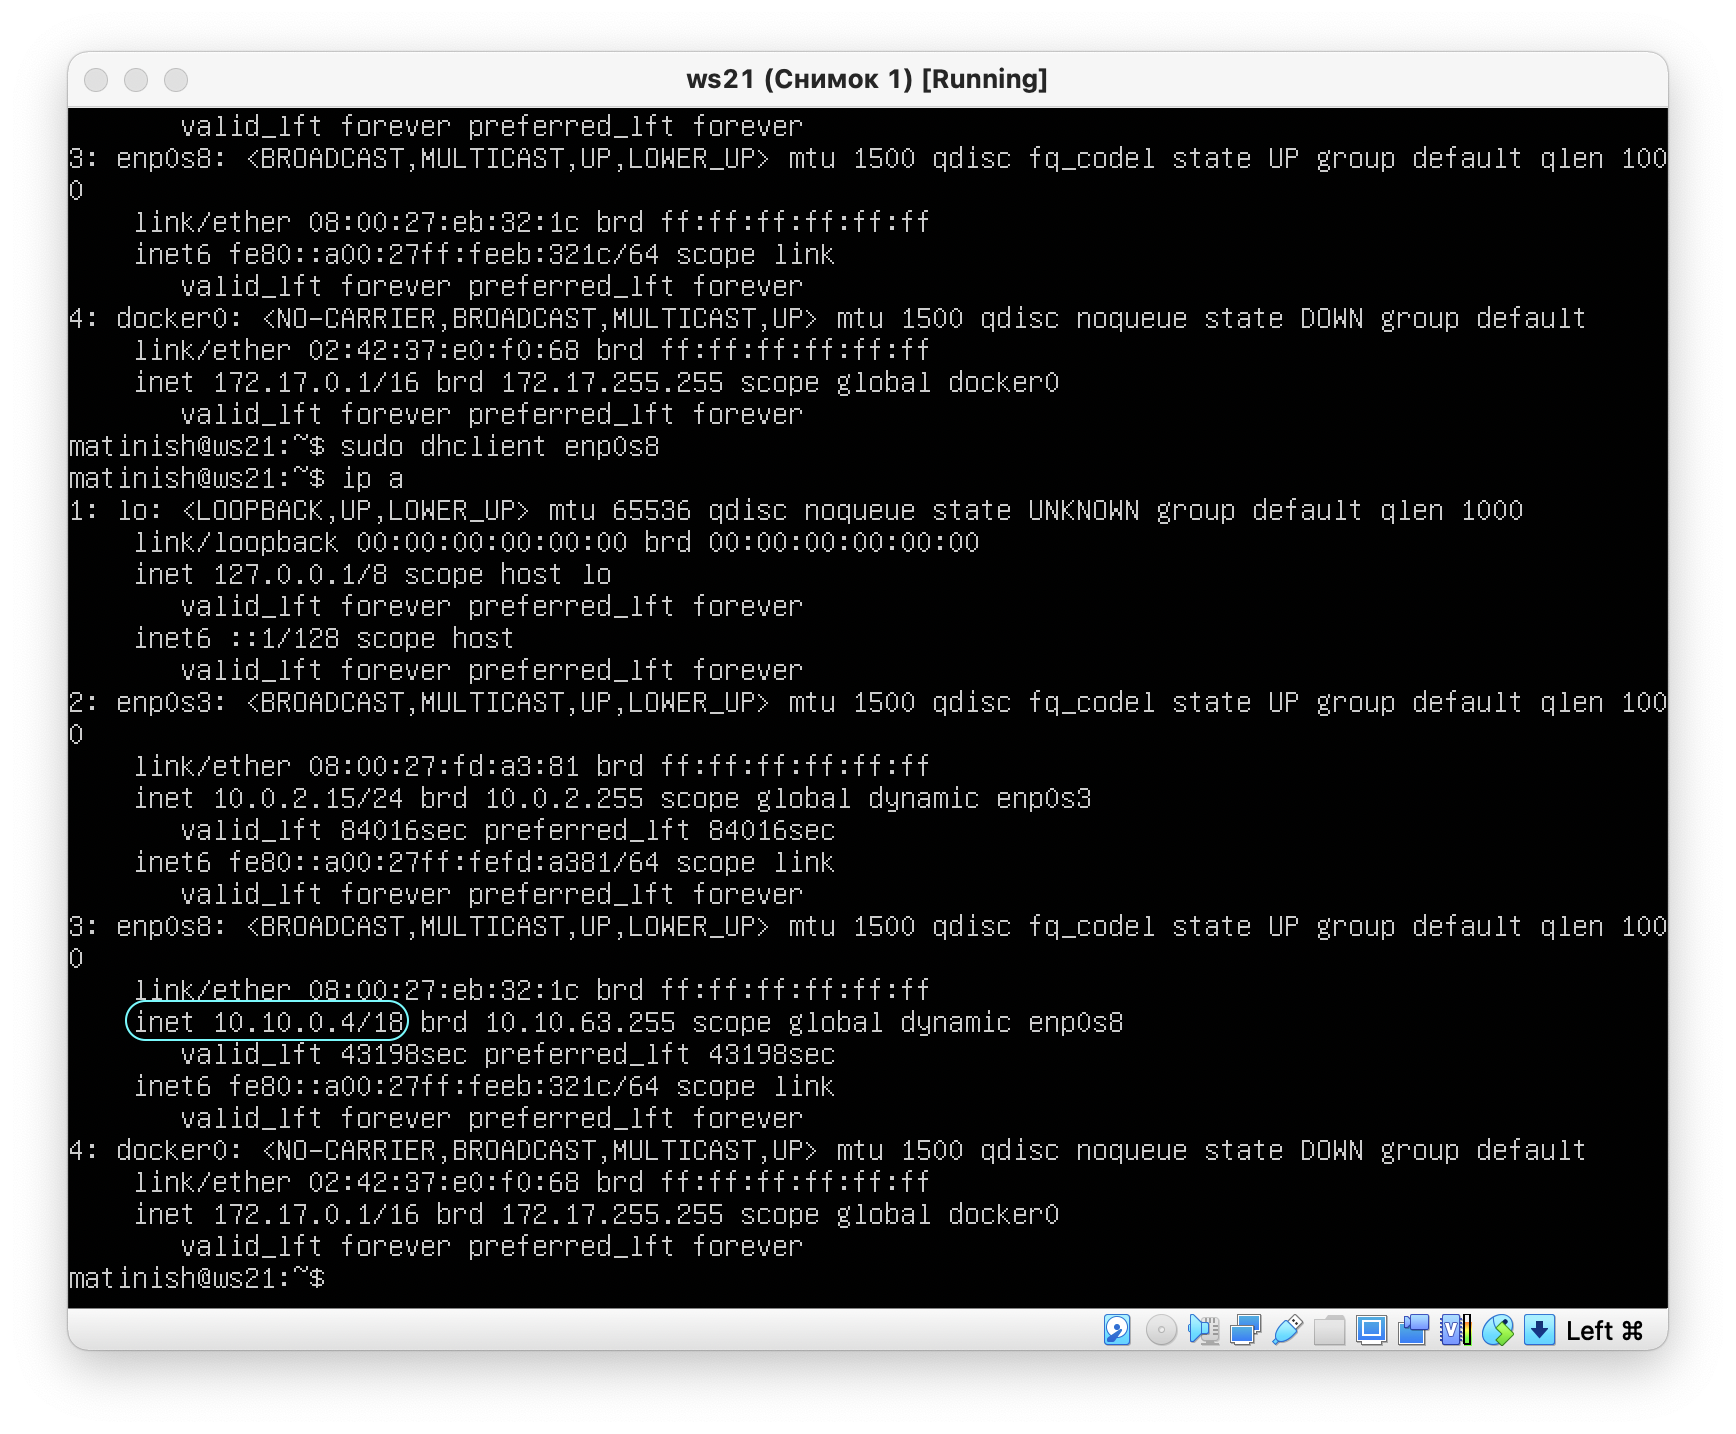 ws21 (Снимок 1) [Running]
valid_lft forever preferred_lft forever
3: enp0s8: <BROADCAST,MULTICAST,UP,LOWER_UP> mtu 1500 qdisc fq_codel state UP group default qlen 100
0
link/ether 08:00:27:eb:32:1c brd ff:ff:ff:ff:ff:ff
inet6 fe80::a00:27ff:feeb:321c/64 scope link
valid_lft forever preferred_lft forever
4: docker0: <NO-CARRIER,BROADCAST,MULTICAST,UP> mtu 1500 qdisc noqueue state DOWN group default
link/ether 02:42:37:e0:f0:68 brd ff:ff:ff:ff:ff:ff
inet 172.17.0.1/16 brd 172.17.255.255 scope global docker0
valid_lft forever preferred_lft forever
matinish@ws21:~$ sudo dhclient enp0s8
matinish@ws21:~$ ip a
1: lo: <LOOPBACK,UP,LOWER_UP> mtu 65536 qdisc noqueue state UNKNOWN group default qlen 1000
link/loopback 00:00:00:00:00:00 brd 00:00:00:00:00:00
inet 127.0.0.1/8 scope host lo
valid_lft forever preferred_lft forever
inet6 ::1/128 scope host
valid_lft forever preferred_lft forever
2: enp0s3: <BROADCAST,MULTICAST,UP,LOWER_UP> mtu 1500 qdisc fq_codel state UP group default qlen 100
0
link/ether 08:00:27:fd:a3:81 brd ff:ff:ff:ff:ff:ff
inet 10.0.2.15/24 brd 10.0.2.255 scope global dynamic enp0s3
valid_lft 84016sec preferred_lft 84016sec
inet6 fe80::a00:27ff:fefd:a381/64 scope link
valid_lft forever preferred_lft forever
3: enp0s8: <BROADCAST,MULTICAST,UP,LOWER_UP> mtu 1500 qdisc fq_codel state UP group default qlen 100
0
link/ether 08:00:27:eb:32:1c brd ff:ff:ff:ff:ff:ff
inet 10.10.0.4/18 brd 10.10.63.255 scope global dynamic enp0s8
valid_lft 43198sec preferred_lft 43198sec
inet6 fe80::a00:27ff:feeb:321c/64 scope link
valid_lft forever preferred_lft forever
4: docker0: <NO-CARRIER,BROADCAST,MULTICAST,UP> mtu 1500 qdisc noqueue state DOWN group default
link/ether 02:42:37:e0:f0:68 brd ff:ff:ff:ff:ff:ff
inet 172.17.0.1/16 brd 172.17.255.255 scope global docker0
valid_lft forever preferred_lft forever
matinish@ws21:~$
Left ⌘